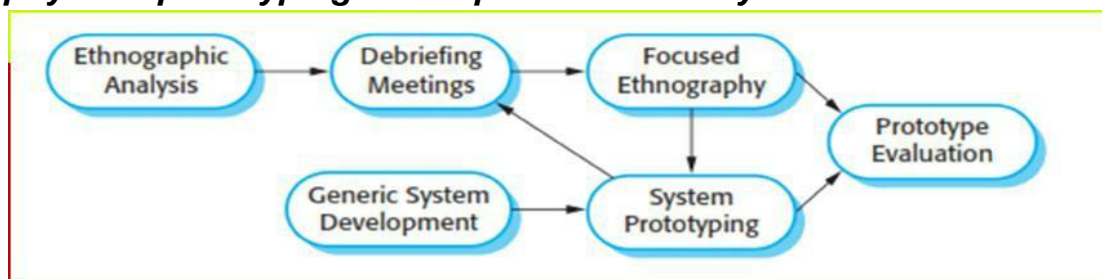 Ethnographic
Analysis
Debriefing
Meetings
Focused
Ethnography
Prototype
Evaluation
Generic System
Development
System
Prototyping